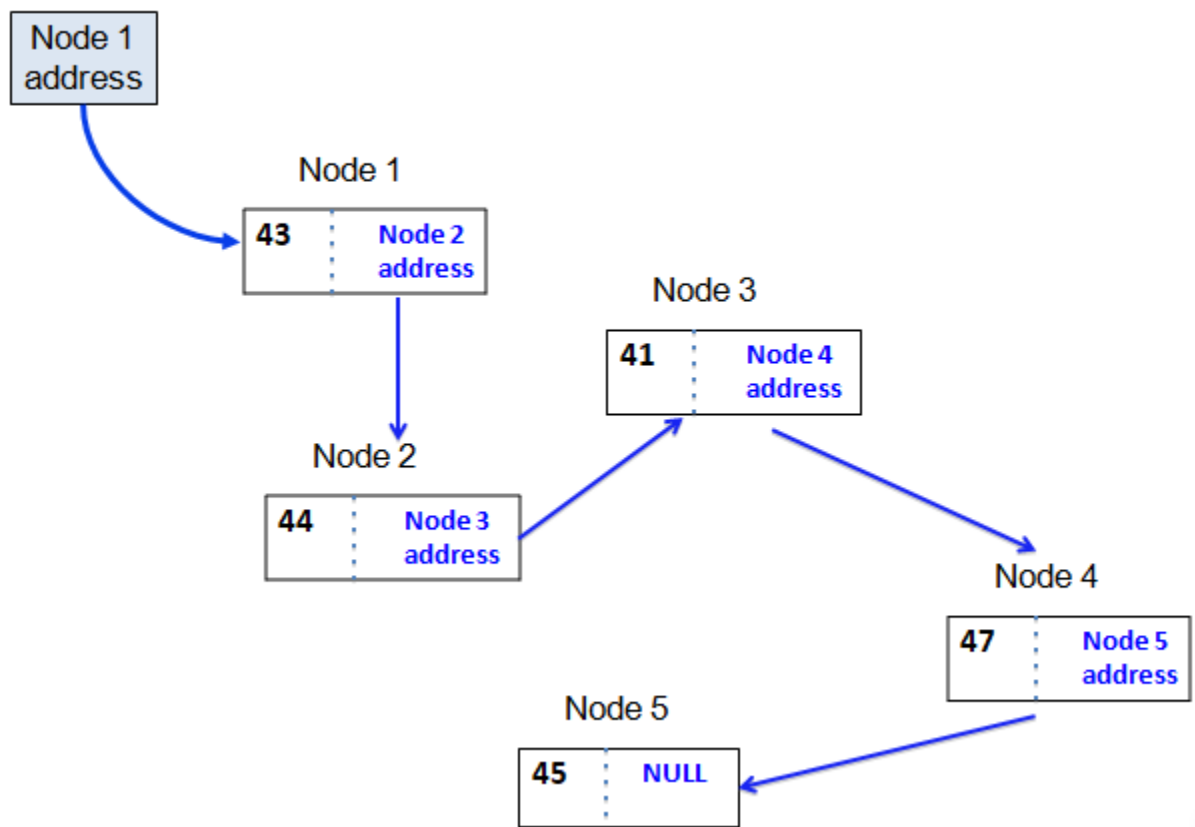 Node 1
address
Node 1
43
Node 2
address
Node 3
41
Node 4
address
Node 2
44
Node 3
address
Node 4
47
Node 5
address
Node 5
45
NULL